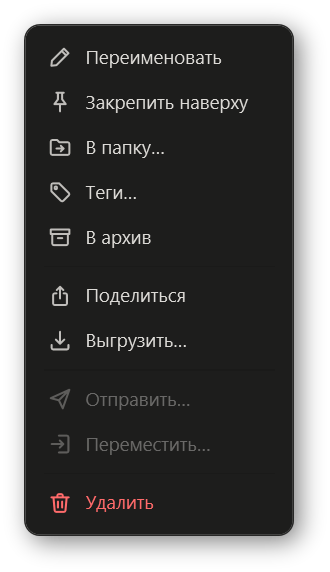 Переименовать
Закрепить наверху
В папку...
Теги...
В архив
Поделиться
Выгрузить...
Отправить...
Переместить...
Удалить